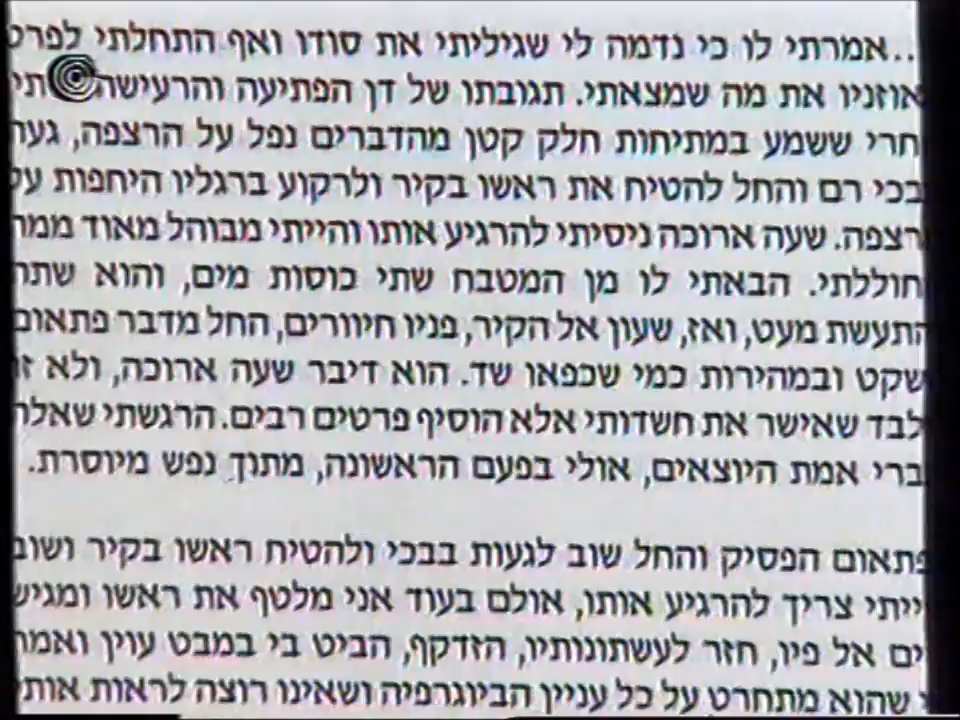 ...אמרתי לו כי נדמה לי שגיליתי את סודו ואף התחלתי לפרט
אוזניו את מה שמצאתי. תגובתו של דן הפתיעה והרעישה
חרי ששמע במתיחות חלק קטן מהדברים נפל על הרצפה, געה
בכי רם והחל להטיח את ראשו בקיר ולרקוע ברגליו היחפות על
רצפה. שעה ארוכה ניסיתי להרגיע אותו והייתי מבוהל מאוד ממה
חוללתי. הבאתי לו מן המטבח שתי כוסות מים, והוא שתה
התעשת מעט, ואז, שעון אל הקיר, פניו חיוורים, החל מדבר פתאום
שקט ובמהירות כמי שכפאו שד. הוא דיבר שעה ארוכה, ולא זו
לבד שאישר את חשדותי אלא הוסיף פרטים רבים. הרגשתי שאלה
ברי אמת היוצאים, אולי בפעם הראשונה, מתוך נפש מיוסרת.
פתאום הפסיק והחל שוב לגעות בבכי ולהטיח ראשו בקיר ושוב
ייתי צריך להרגיע אותו, אולם בעוד אני מלטף את ראשו ומגיש
ים אל פיו, חזר לעשתונותיו, הזדקף, הביט בי במבט עוין ואמר
שהוא מתחרט על כל עניין הביוגרפיה ושאינו רוצה לראות אותי